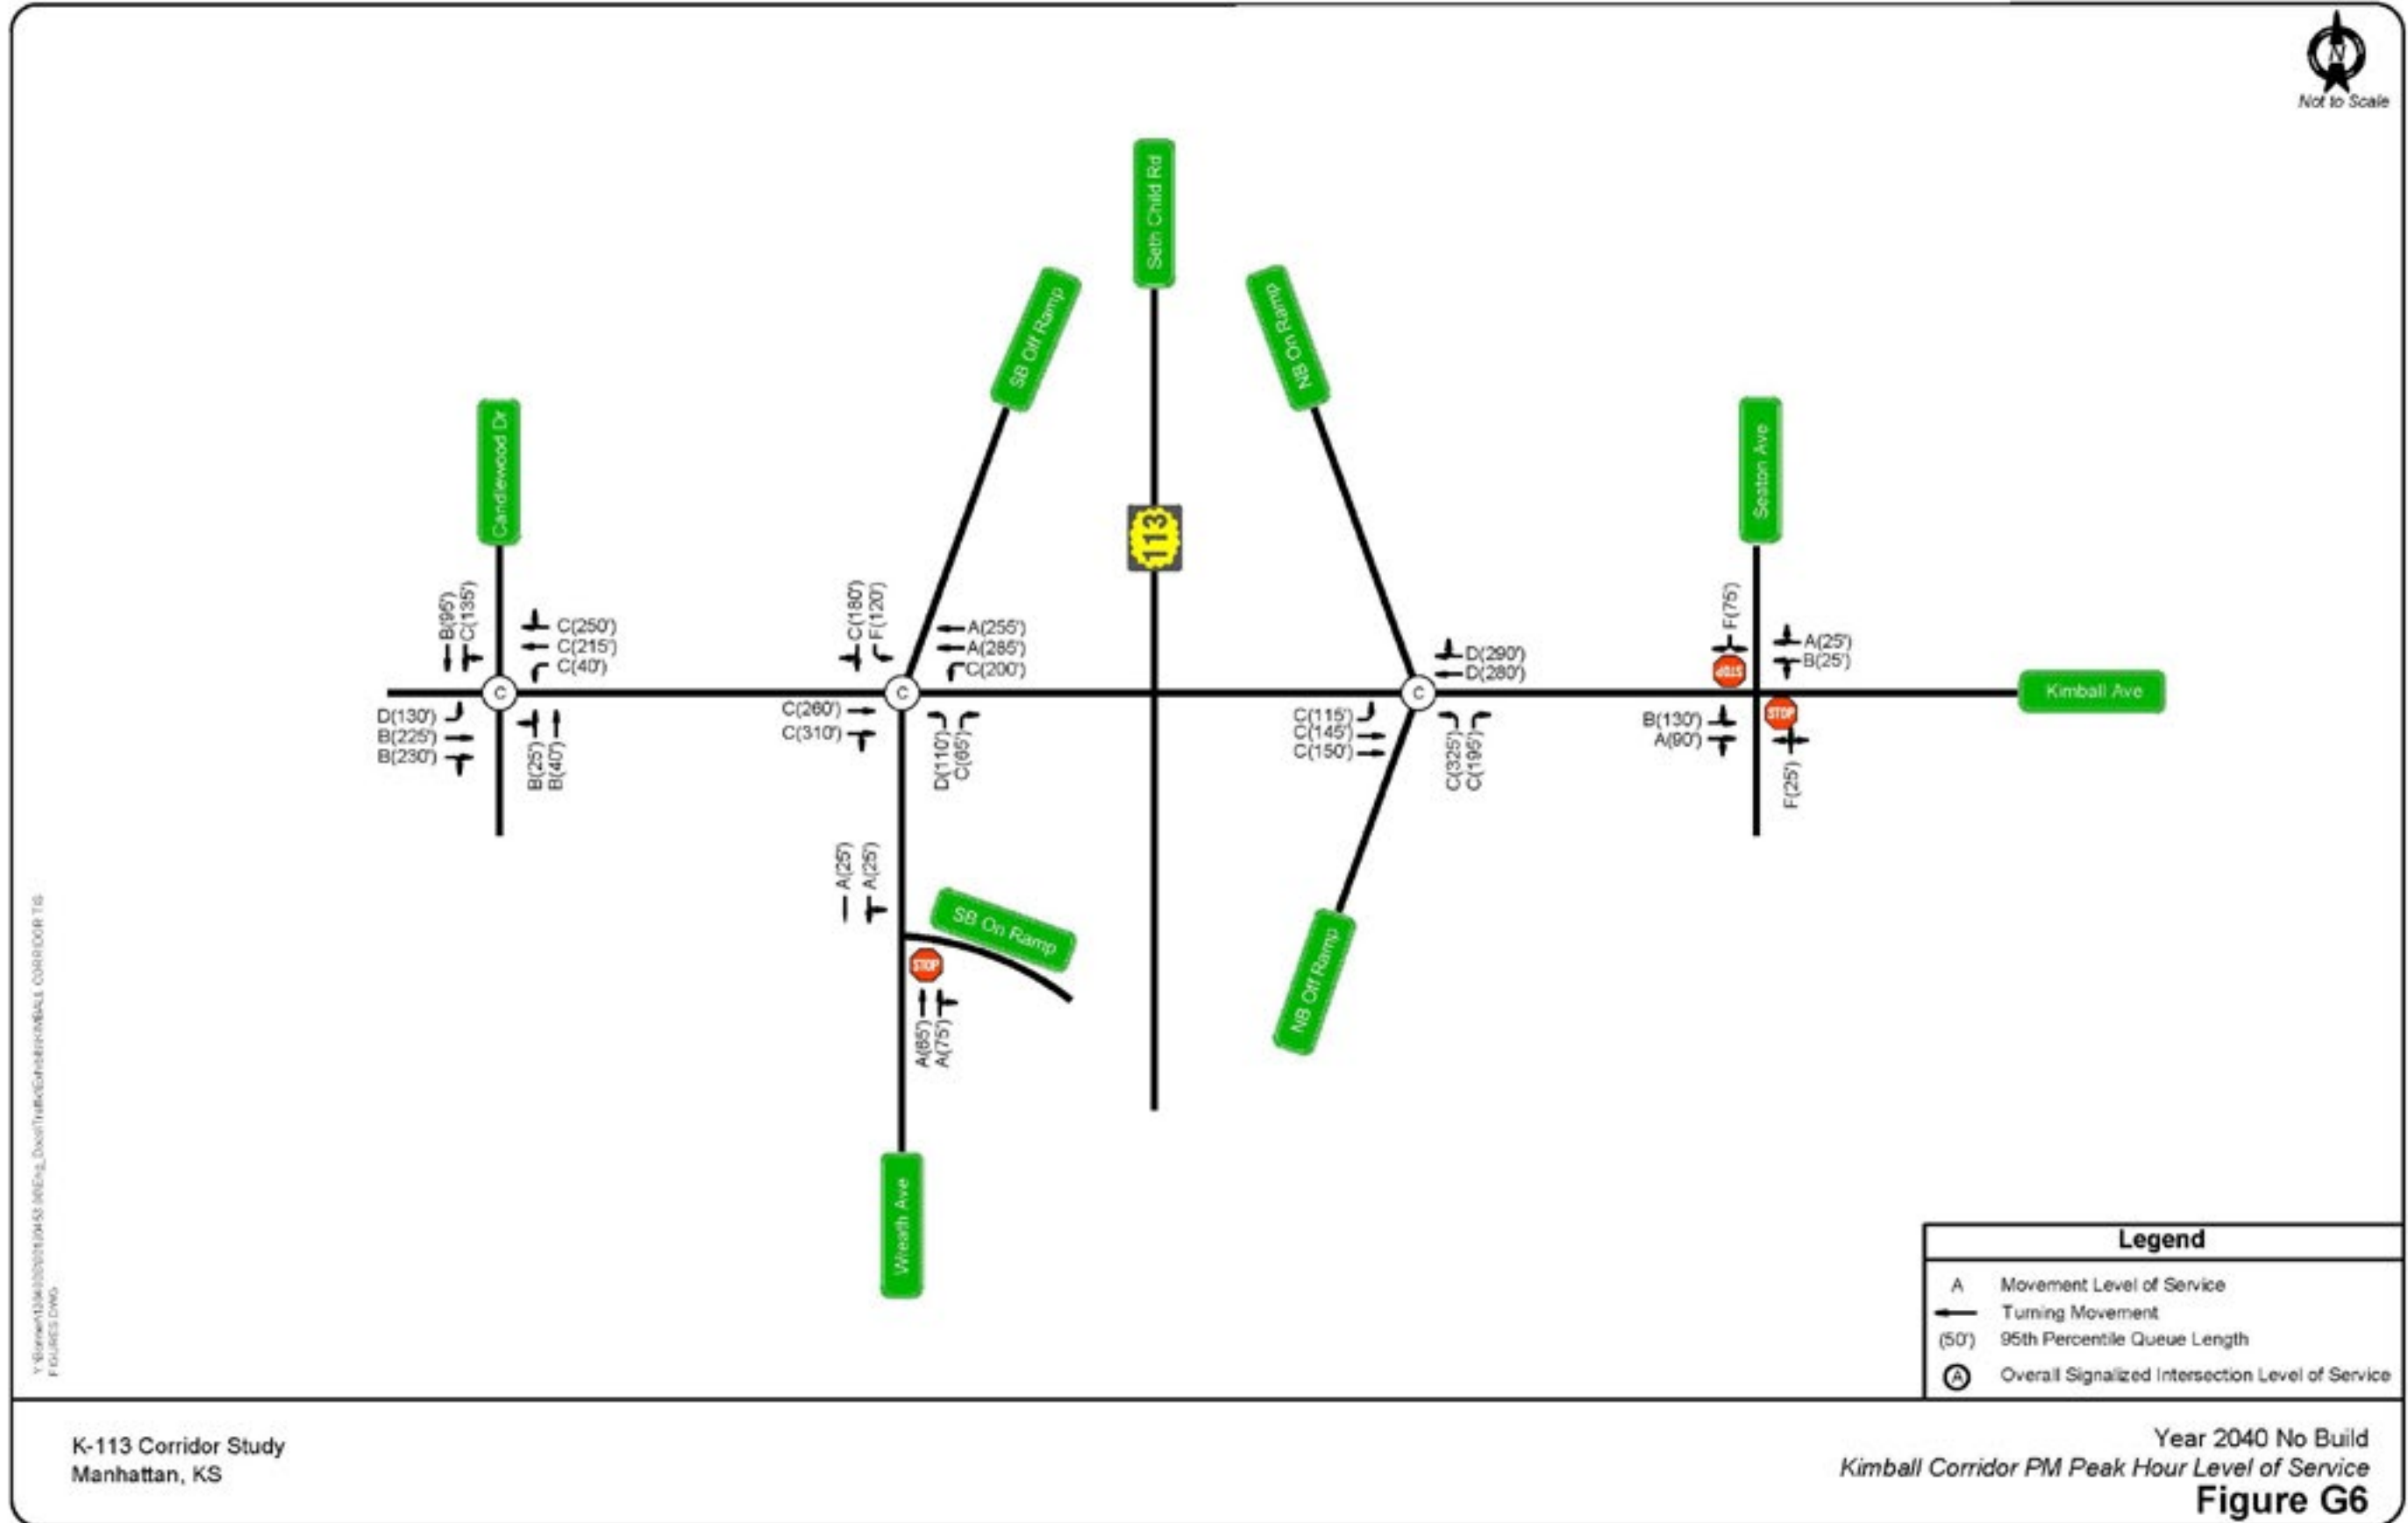 N
Not to Scale
Seth Child Rd
SB Off Ramp
NB On Ramp
Candlewood Dr
Seaton Ave
113
B(95')
C(135')
C(250')
C(215')
C(40')
C
D(130')
B(225')
B(230')
B(25')
B(40')
C(180')
F(120')
A(255')
A(285')
C(200')
C
C(260')
C(310')
D(110')
C(65')
D(290')
D(280')
C
C(115')
C(145')
C(150')
C(325')
C(195')
F(75')
STOP
A(25')
B(25')
Kimball Ave
B(130')
A(90')
STOP
F(25')
A(25')
A(25')
SB On Ramp
STOP
A(65')
A(75')
NB Off Ramp
Wreath Ave
Legend
A Movement Level of Service
Turning Movement
(50') 95th Percentile Queue Length
A Overall Signalized Intersection Level of Service
FIGURES.DWG
K-113 Corridor Study
Manhattan, KS
Year 2040 No Build
Kimball Corridor PM Peak Hour Level of Service
Figure G6